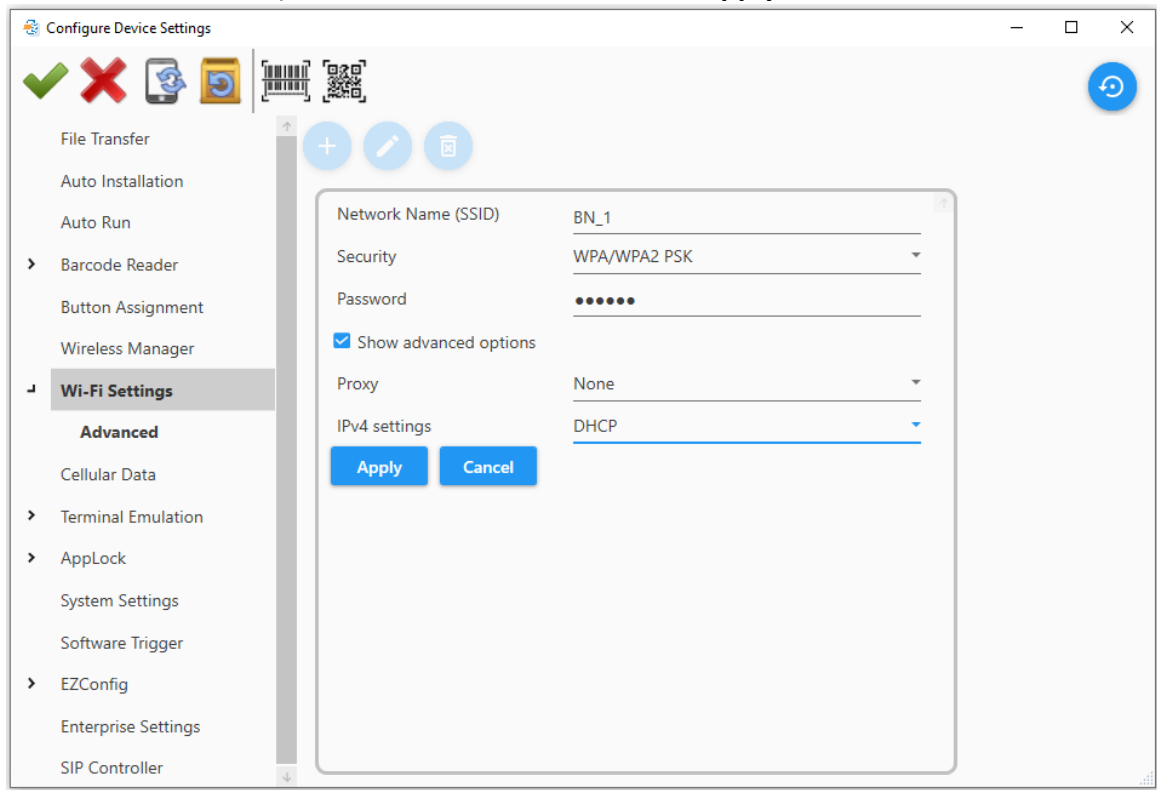 Configure Device Settings
File Transfer
Auto Installation
Auto Run
Barcode Reader
Button Assignment
Wireless Manager
Wi-Fi Settings
Advanced
Cellular Data
Terminal Emulation
AppLock
System Settings
Software Trigger
EZConfig
Enterprise Settings
SIP Controller
Network Name (SSID) BN_1
Security WPA/WPA2 PSK
Password ●●●●●●
Show advanced options
Proxy None
IPv4 settings DHCP
Apply Cancel